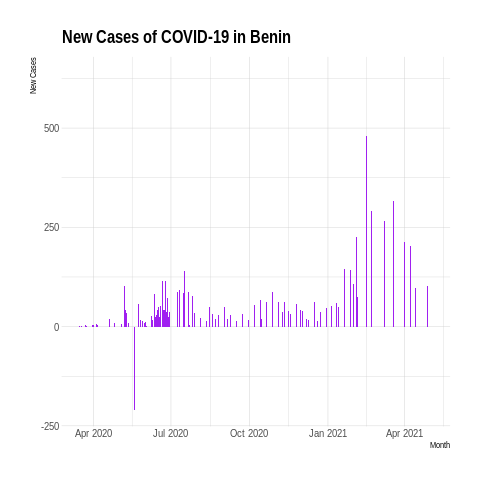 New Cases of COVID-19 in Benin
New Cases
500
250
0
-250
Apr 2020 Jul 2020 Oct 2020 Jan 2021 Apr 2021
Month